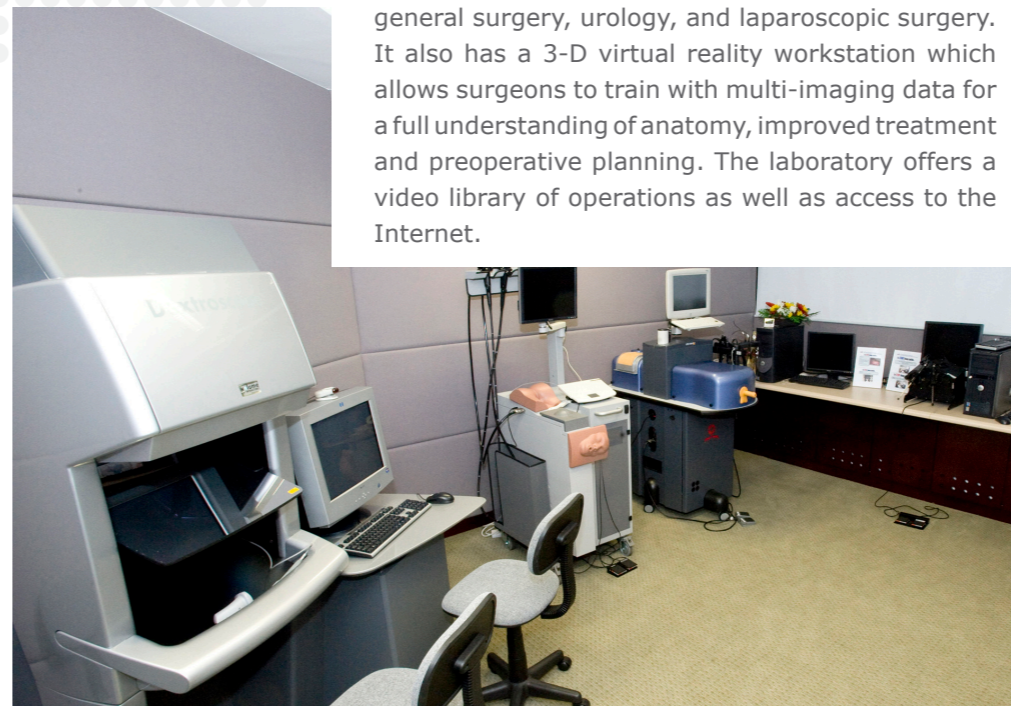 general surgery, urology, and laparoscopic surgery.
It also has a 3-D virtual reality workstation which
allows surgeons to train with multi-imaging data for
a full understanding of anatomy, improved treatment
and preoperative planning. The laboratory offers a
video library of operations as well as access to the
Internet.